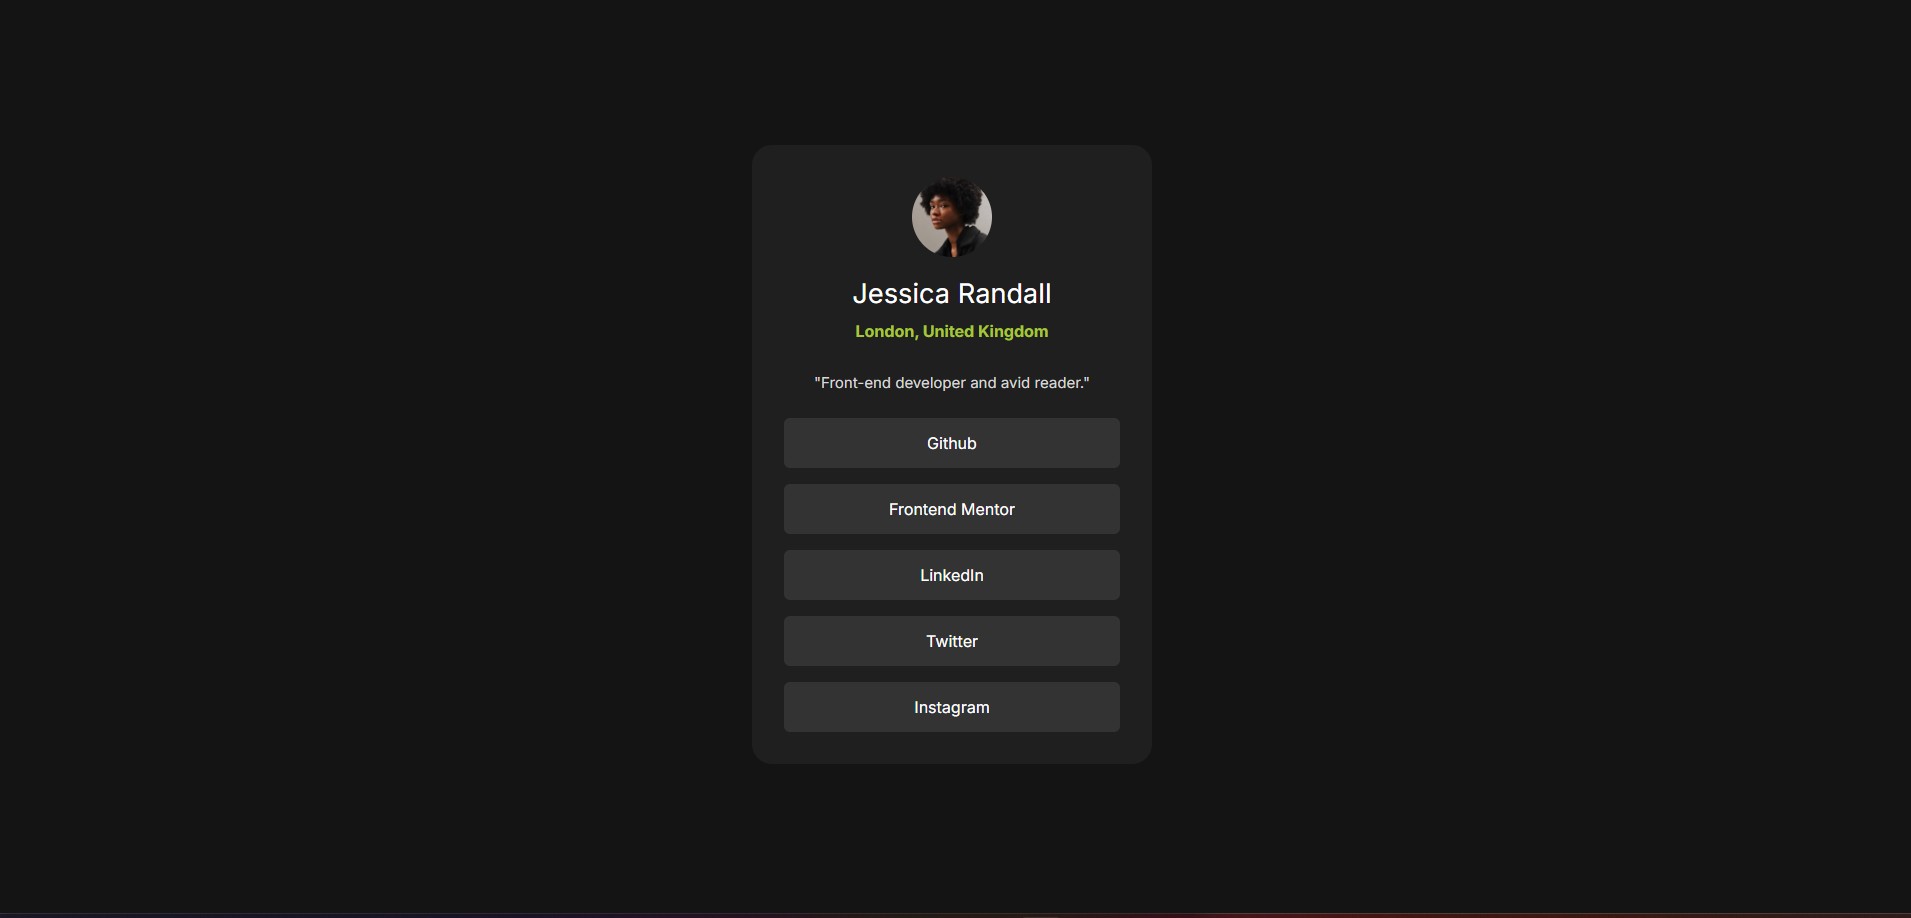 Jessica Randall
London, United Kingdom
"Front-end developer and avid reader."
Github
Frontend Mentor
LinkedIn
Twitter
Instagram